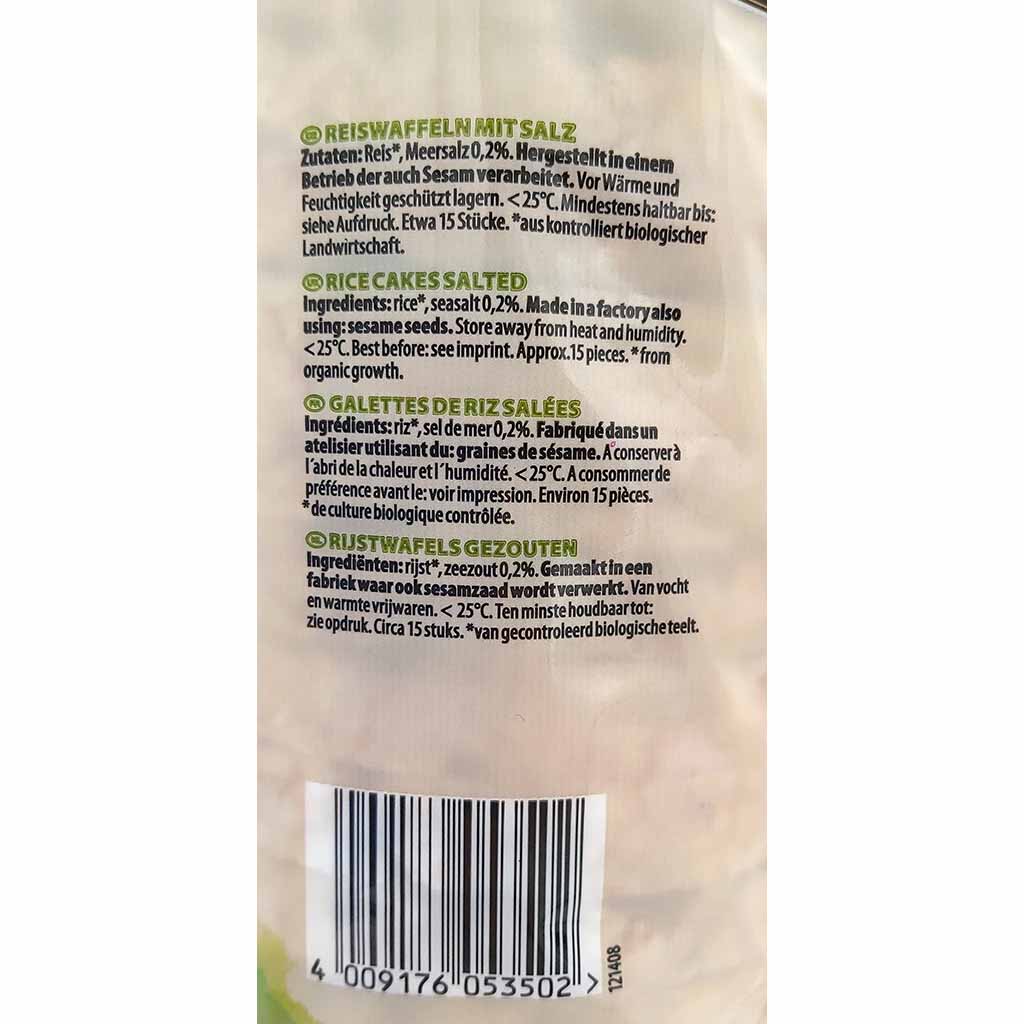 DE REISWAFFELN MIT SALZ
Zutaten: Reis*, Meersalz 0,2%. Hergestellt in einem
Betrieb der auch Sesam verarbeitet. Vor Wärme und
Feuchtigkeit geschützt lagern. < 25°C. Mindestens haltbar bis:
siehe Aufdruck. Etwa 15 Stücke. *aus kontrolliert biologischer
Landwirtschaft.
UK RICE CAKES SALTED
Ingredients: rice*, seasalt 0,2%. Made in a factory also
using: sesame seeds. Store away from heat and humidity.
< 25°C. Best before: see imprint. Approx. 15 pieces. *from
organic growth.
FR GALETTES DE RIZ SALÉES
Ingrédients: riz*, sel de mer 0,2%. Fabriqué dans un
atelisier utilisant du: graines de sésame. A conserver à
l'abri de la chaleur et l'humidité. < 25°C. A consommer de
préférence avant le: voir impression. Environ 15 pièces.
*de culture biologique contrôlée.
RIJSTWAFELS GEZOUTEN
Ingrediënten: rijst*, zeezout 0,2%. Gemaakt in een
fabriek waar ook sesamzaad wordt verwerkt. Van vocht
en warmte vrijwaren. < 25°C. Ten minste houdbaar tot:
zie opdruk. Circa 15 stuks. *van gecontroleerd biologische teelt.
4 009176 053502 >
121408